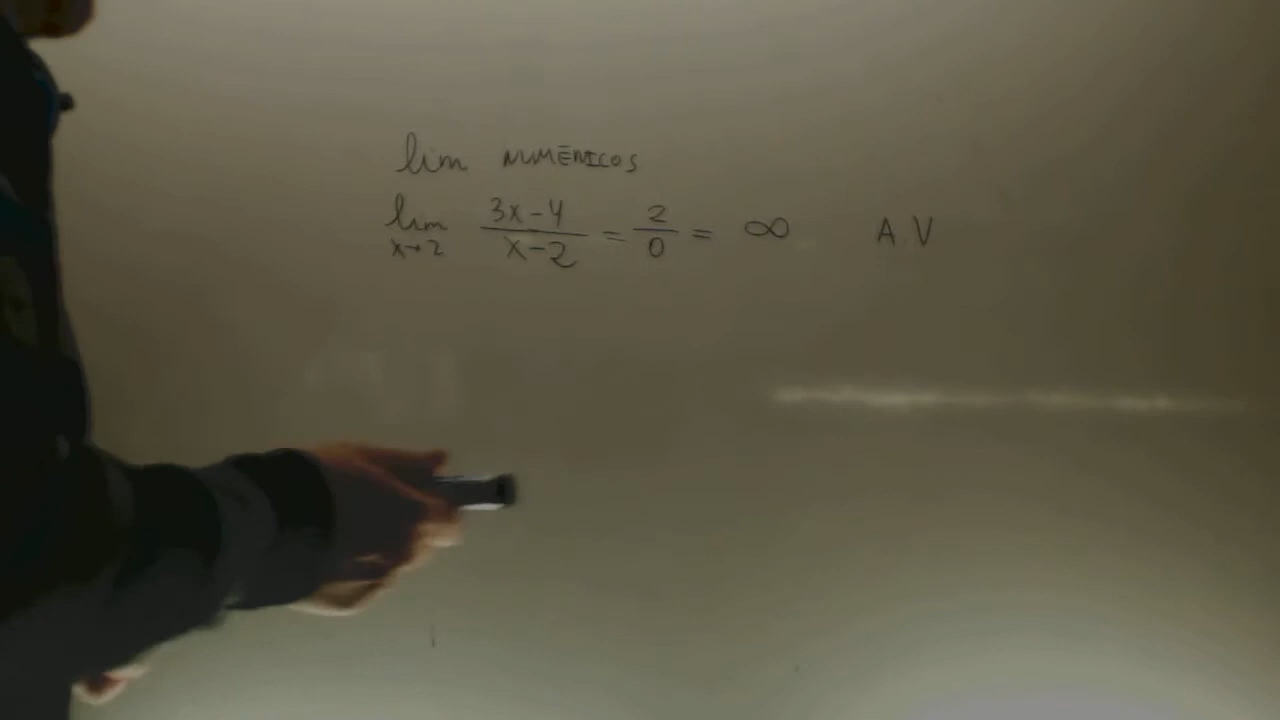 lim NUMÉRICOS
lim x→2 3x-4 / x-2 = 2/0 = ∞ A.V